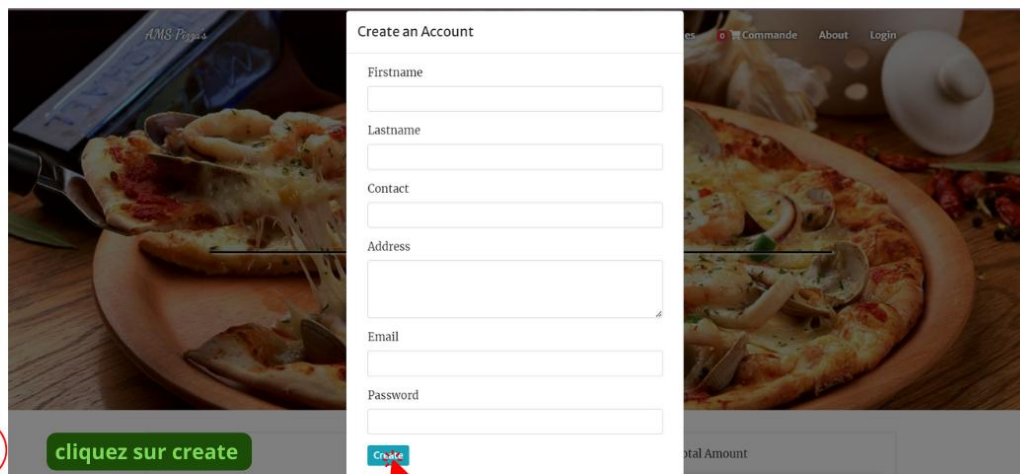 AMS Pizzas
Create an Account
0 Commande About Login
Firstname
Lastname
Contact
Address
Email
Password
Create
cliquez sur create
Amount